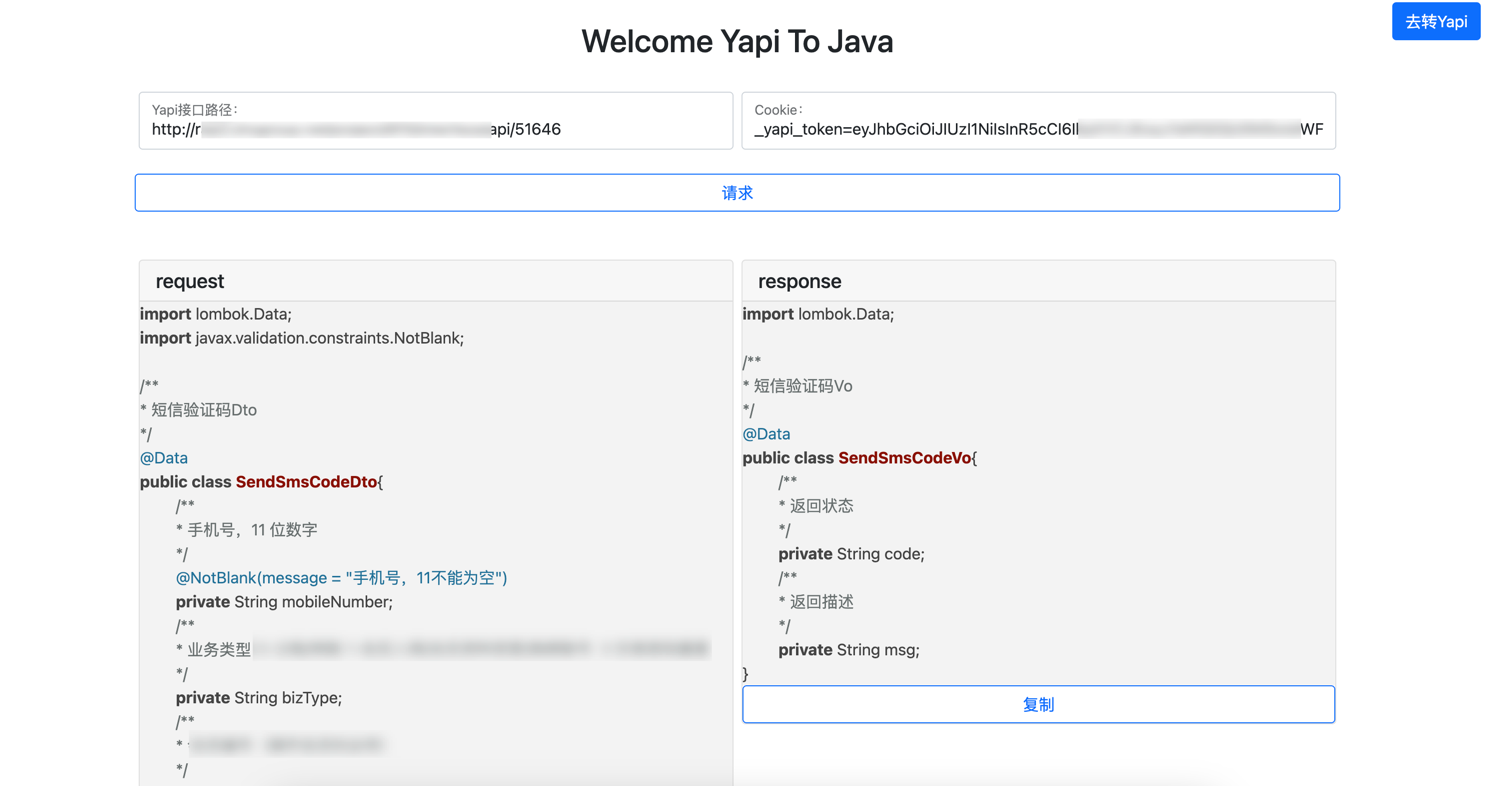 去转Yapi
Welcome Yapi To Java
Yapi接口路径：
http://r api/51646
Cookie：
_yapi_token=eyJhbGciOiJIUzI1NiIsInR5cCI6Ik WF
请求
request
import lombok.Data;
import javax.validation.constraints.NotBlank;
/**
* 短信验证码Dto
*/
@Data
public class SendSmsCodeDto{
/**
* 手机号，11 位数字
*/
@NotBlank(message = "手机号，11不能为空")
private String mobileNumber;
/**
* 业务类型
*/
private String bizType;
/**
*
*/
response
import lombok.Data;
/**
* 短信验证码Vo
*/
@Data
public class SendSmsCodeVo{
/**
* 返回状态
*/
private String code;
/**
* 返回描述
*/
private String msg;
}
复制